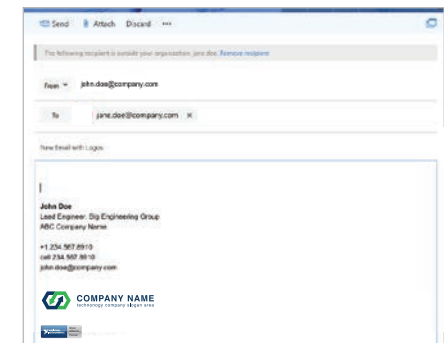 Send Attach Discard •••
The following recipient is outside your organization: jane doe. Remove recipient
From john.doe@company.com
To jane.doe@company.com ×
New Email with Logos
John Doe
Lead Engineer, Big Engineering Group
ABC Company Name
+1.234.567.8910
cell 234.567.8910
john.doe@company.com
COMPANY NAME
technology company slogan area